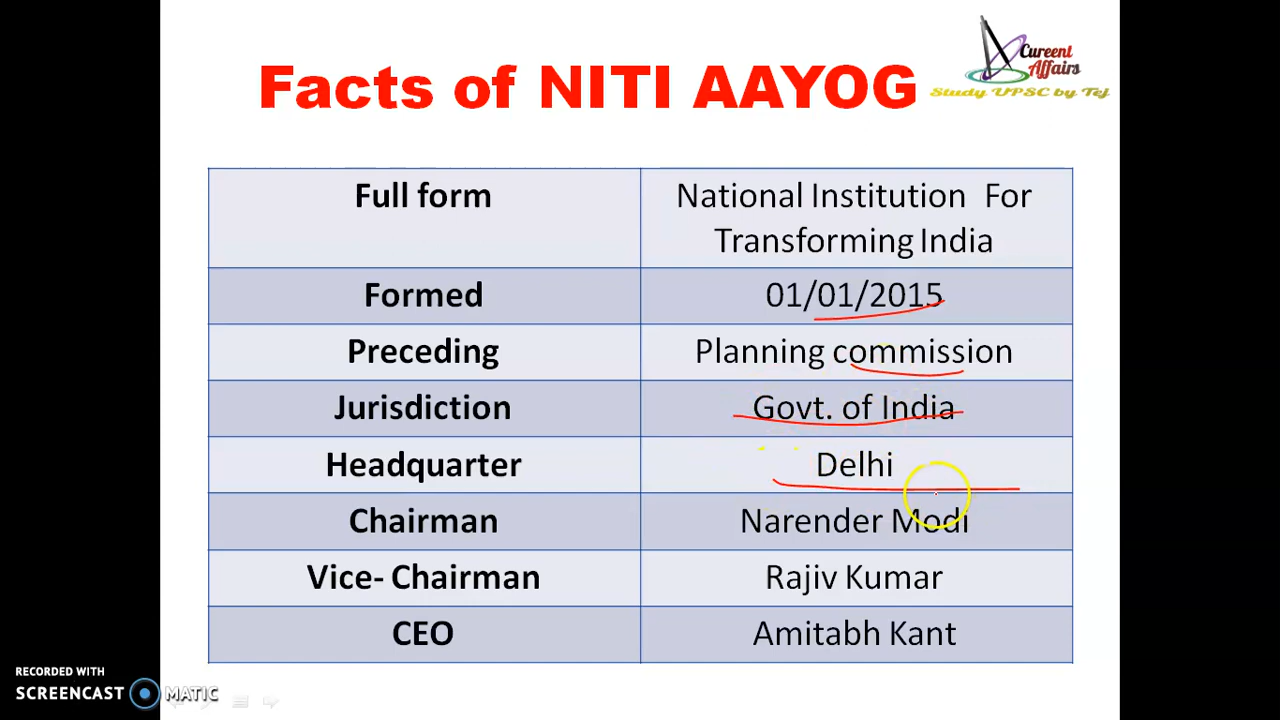 Cureent
Affairs
Study UPSC by Tej
Facts of NITI AAYOG
Full form National Institution For
Transforming India
Formed 01/01/2015
Preceding Planning commission
Jurisdiction Govt. of India
Headquarter Delhi
Chairman Narender Modi
Vice- Chairman Rajiv Kumar
CEO Amitabh Kant
RECORDED WITH
SCREENCAST MATIC